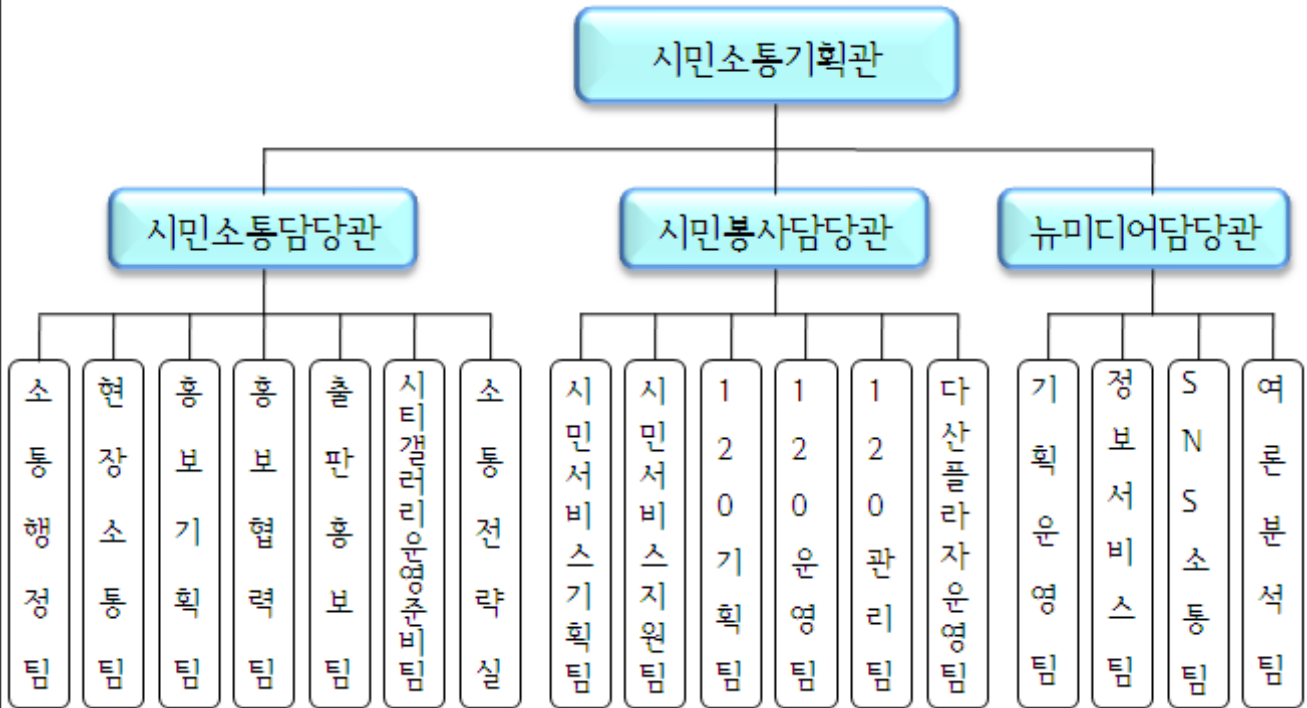 시민소통기획관
시민소통담당관
시민봉사담당관
뉴미디어담당관
소통행정팀
현장소통팀
홍보기획팀
홍보협력팀
출판홍보팀
시티갤러리운영준비팀
소통전략실
시민서비스기획팀
시민서비스지원팀
120기획팀
120운영팀
120관리팀
다산플라자운영팀
기획운영팀
정보서비스팀
SNS소통팀
여론분석팀